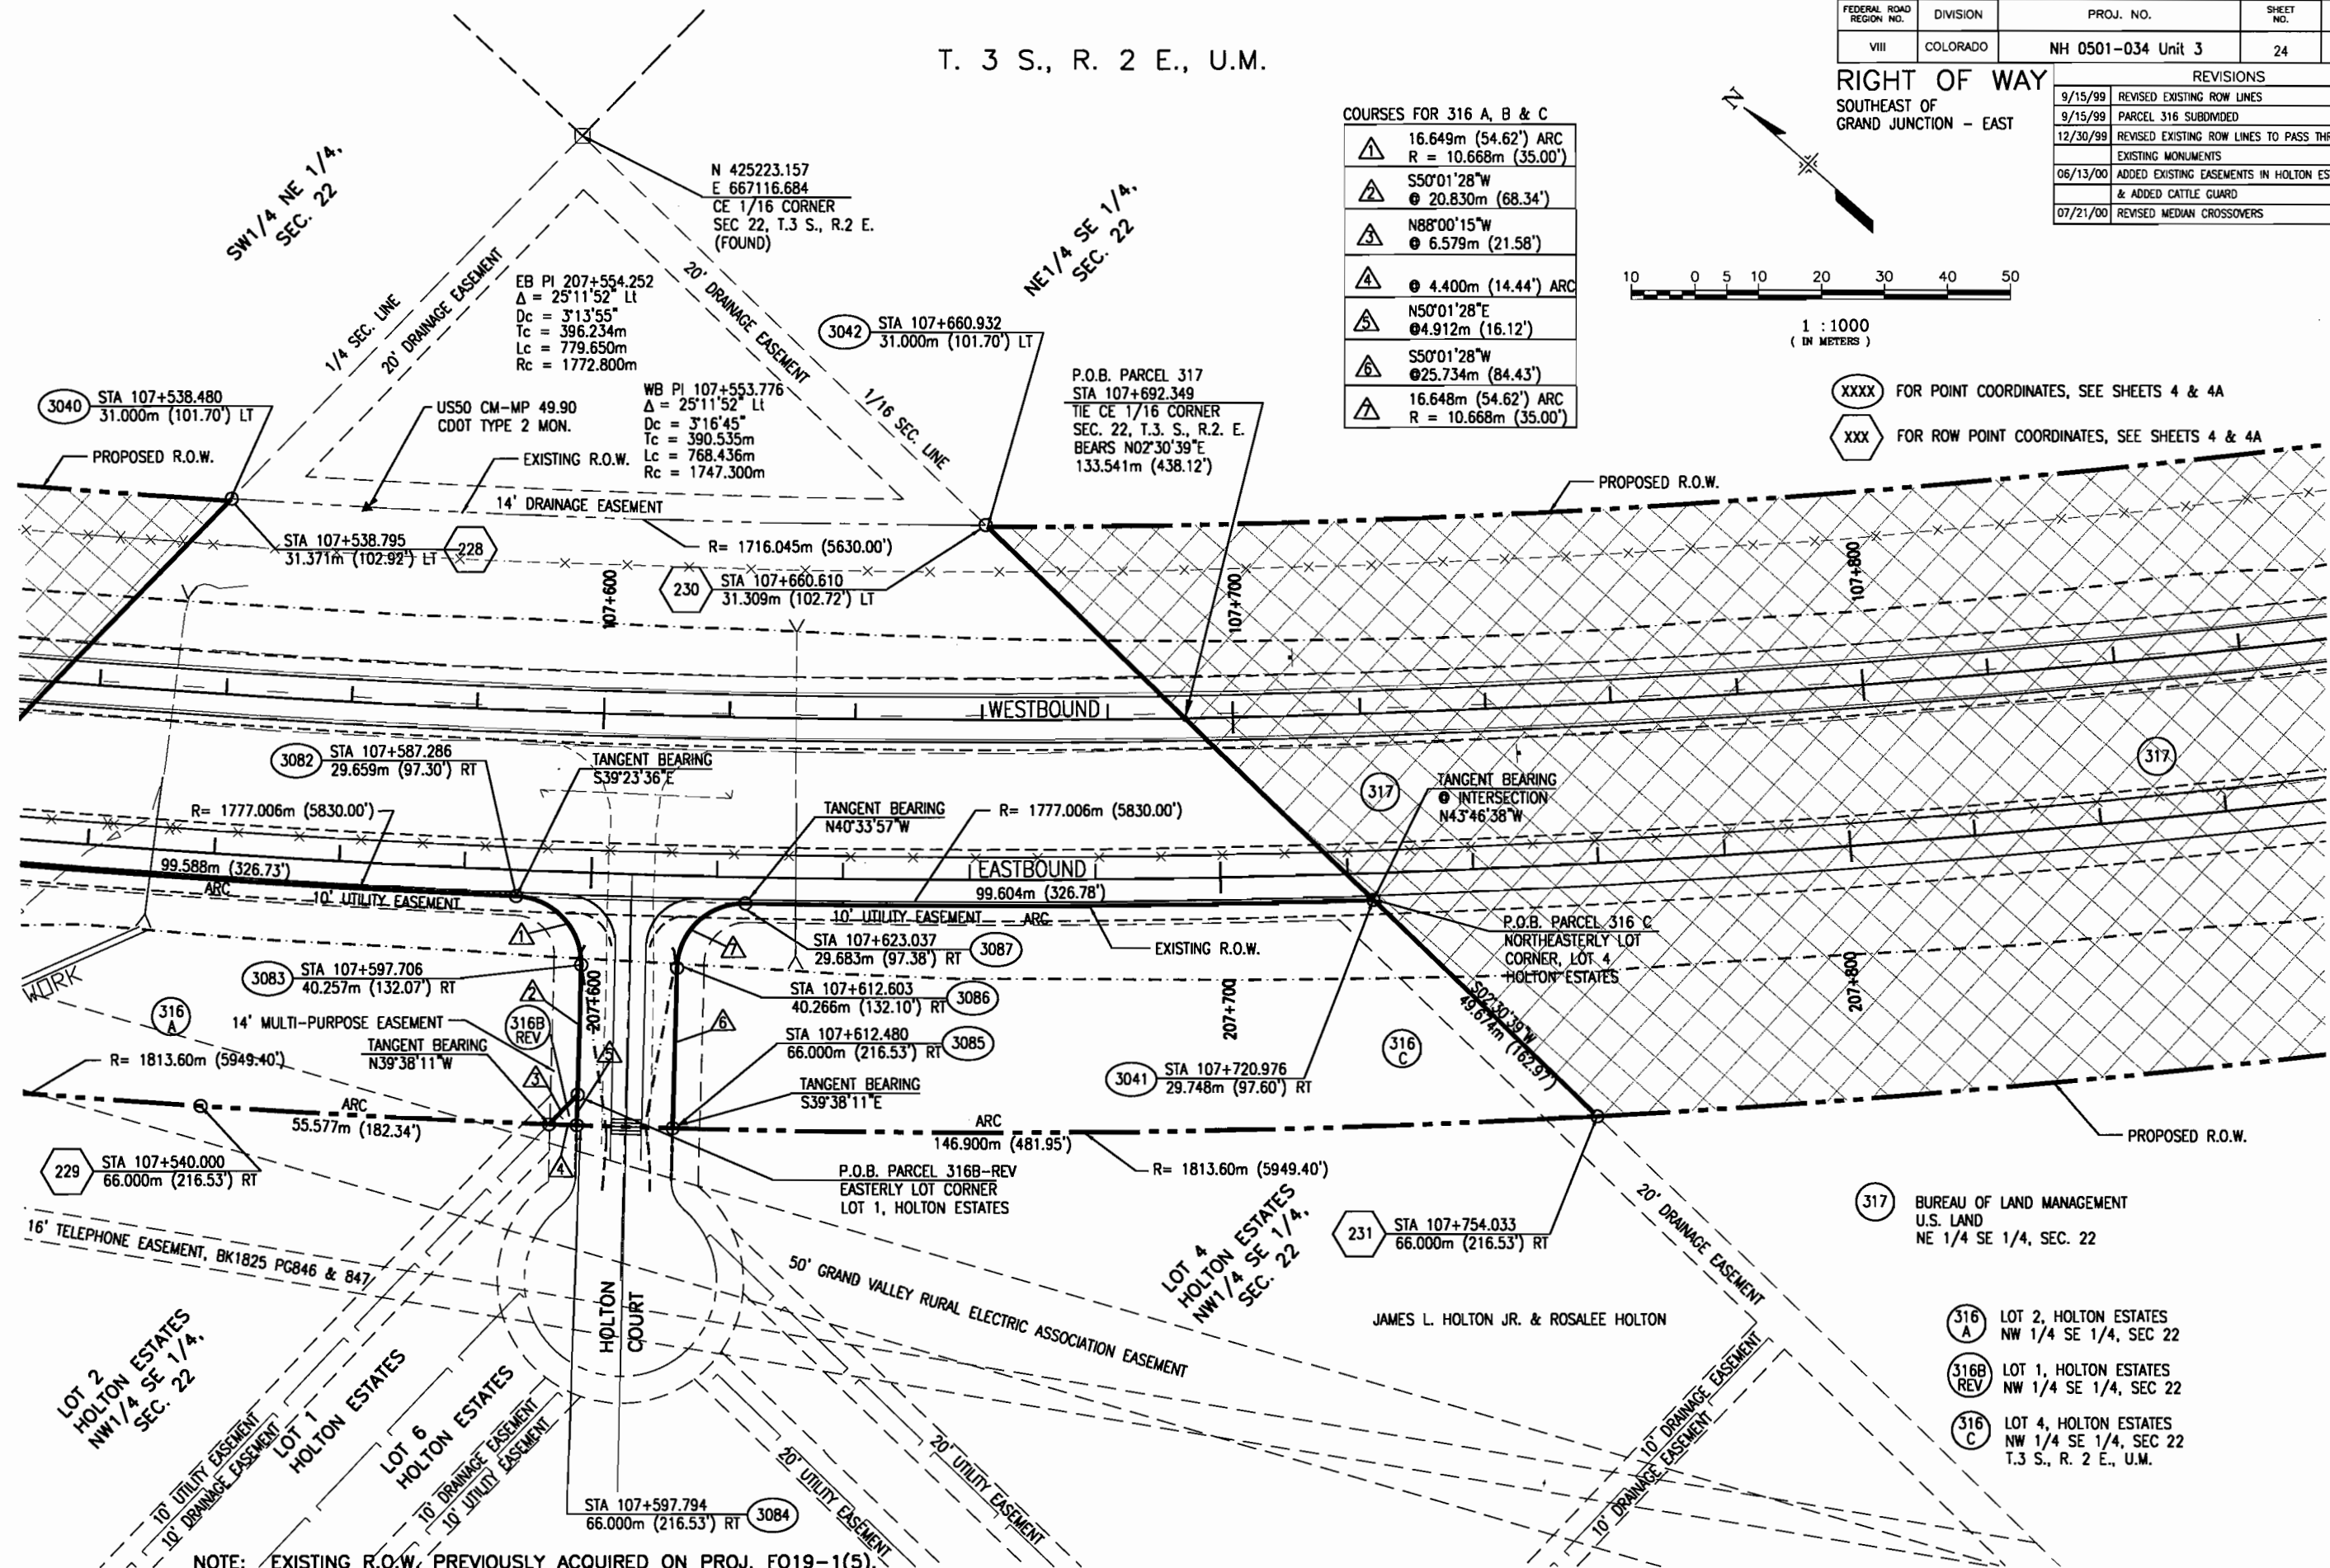 T. 3 S., R. 2 E., U.M.
FEDERAL ROAD REGION NO.
DIVISION
PROJ. NO.
SHEET NO.
VIII
COLORADO
NH 0501-034 Unit 3
24
RIGHT OF WAY
SOUTHEAST OF
GRAND JUNCTION - EAST
REVISIONS
9/15/99 REVISED EXISTING ROW LINES
9/15/99 PARCEL 316 SUBDIVIDED
12/30/99 REVISED EXISTING ROW LINES TO PASS THR
EXISTING MONUMENTS
06/13/00 ADDED EXISTING EASEMENTS IN HOLTON ES
& ADDED CATTLE GUARD
07/21/00 REVISED MEDIAN CROSSOVERS
N
10 0 5 10 20 30 40 50
1 :1000
( IN METERS )
XXXX FOR POINT COORDINATES, SEE SHEETS 4 & 4A
XXX FOR ROW POINT COORDINATES, SEE SHEETS 4 & 4A
COURSES FOR 316 A, B & C
1 16.649m (54.62') ARC
R = 10.668m (35.00')
2 S50°01'28"W
@ 20.830m (68.34')
3 N88°00'15"W
@ 6.579m (21.58')
4 @ 4.400m (14.44') ARC
5 N50°01'28"E
@4.912m (16.12')
6 S50°01'28"W
@25.734m (84.43')
7 16.648m (54.62') ARC
R = 10.668m (35.00')
SW1/4 NE 1/4,
SEC. 22
N 425223.157
E 667116.684
CE 1/16 CORNER
SEC 22, T.3 S., R.2 E.
(FOUND)
NE1/4 SE 1/4,
SEC. 22
1/4 SEC. LINE
20' DRAINAGE EASEMENT
20' DRAINAGE EASEMENT
1/16 SEC. LINE
EB PI 207+554.252
Δ = 25°11'52" Lt
Dc = 3°13'55"
Tc = 396.234m
Lc = 779.650m
Rc = 1772.800m
WB PI 107+553.776
Δ = 25°11'52" Lt
Dc = 3°16'45"
Tc = 390.535m
Lc = 768.436m
Rc = 1747.300m
3042 STA 107+660.932
31.000m (101.70') LT
P.O.B. PARCEL 317
STA 107+692.349
TIE CE 1/16 CORNER
SEC. 22, T.3. S., R.2. E.
BEARS N02°30'39"E
133.541m (438.12')
3040 STA 107+538.480
31.000m (101.70') LT
US50 CM-MP 49.90
CDOT TYPE 2 MON.
PROPOSED R.O.W.
EXISTING R.O.W.
PROPOSED R.O.W.
14' DRAINAGE EASEMENT
STA 107+538.795
31.371m (102.92') LT 228
R= 1716.045m (5630.00')
230 STA 107+660.610
31.309m (102.72') LT
107+600
107+700
107+800
WESTBOUND
3082 STA 107+587.286
29.659m (97.30') RT
TANGENT BEARING
S39°23'36"E
R= 1777.006m (5830.00')
TANGENT BEARING
N40°33'57"W
R= 1777.006m (5830.00')
317
TANGENT BEARING
@ INTERSECTION
N43°46'38"W
317
99.588m (326.73')
ARC
10' UTILITY EASEMENT
EASTBOUND
99.604m (326.78')
10' UTILITY EASEMENT
ARC
1
7
STA 107+623.037
29.683m (97.38') RT 3087
EXISTING R.O.W.
P.O.B. PARCEL 316 C
NORTHEASTERLY LOT
CORNER, LOT 4
HOLTON ESTATES
WORK
3083 STA 107+597.706
40.257m (132.07') RT
STA 107+612.603
40.266m (132.10') RT 3086
2
207+600
207+700
207+800
316 A
14' MULTI-PURPOSE EASEMENT
316B REV
6
S02°30'39"W
49.674m (162.97')
TANGENT BEARING
N39°38'11"W
5
STA 107+612.480
66.000m (216.53') RT 3085
316 C
R= 1813.60m (5949.40')
3
TANGENT BEARING
S39°38'11"E
3041 STA 107+720.976
29.748m (97.60') RT
ARC
55.577m (182.34')
ARC
146.900m (481.95')
PROPOSED R.O.W.
229 STA 107+540.000
66.000m (216.53') RT
4
P.O.B. PARCEL 316B-REV
EASTERLY LOT CORNER
LOT 1, HOLTON ESTATES
R= 1813.60m (5949.40')
231 STA 107+754.033
66.000m (216.53') RT
20' DRAINAGE EASEMENT
317 BUREAU OF LAND MANAGEMENT
U.S. LAND
NE 1/4 SE 1/4, SEC. 22
16' TELEPHONE EASEMENT, BK1825 PG846 & 847
50' GRAND VALLEY RURAL ELECTRIC ASSOCIATION EASEMENT
LOT 4
HOLTON ESTATES
NW1/4 SE 1/4,
SEC. 22
HOLTON
COURT
JAMES L. HOLTON JR. & ROSALEE HOLTON
316 A LOT 2, HOLTON ESTATES
NW 1/4 SE 1/4, SEC 22
316B REV LOT 1, HOLTON ESTATES
NW 1/4 SE 1/4, SEC 22
316 C LOT 4, HOLTON ESTATES
NW 1/4 SE 1/4, SEC 22
T.3 S., R. 2 E., U.M.
LOT 2
HOLTON ESTATES
NW1/4 SE 1/4,
SEC. 22
10' UTILITY EASEMENT
10' DRAINAGE EASEMENT
LOT 1
HOLTON ESTATES
LOT 6
HOLTON ESTATES
10' DRAINAGE EASEMENT
10' UTILITY EASEMENT
20' UTILITY EASEMENT
20' UTILITY EASEMENT
10' DRAINAGE EASEMENT
10' DRAINAGE EASEMENT
STA 107+597.794
66.000m (216.53') RT 3084
NOTE: EXISTING R.O.W. PREVIOUSLY ACQUIRED ON PROJ. F019-1(5).